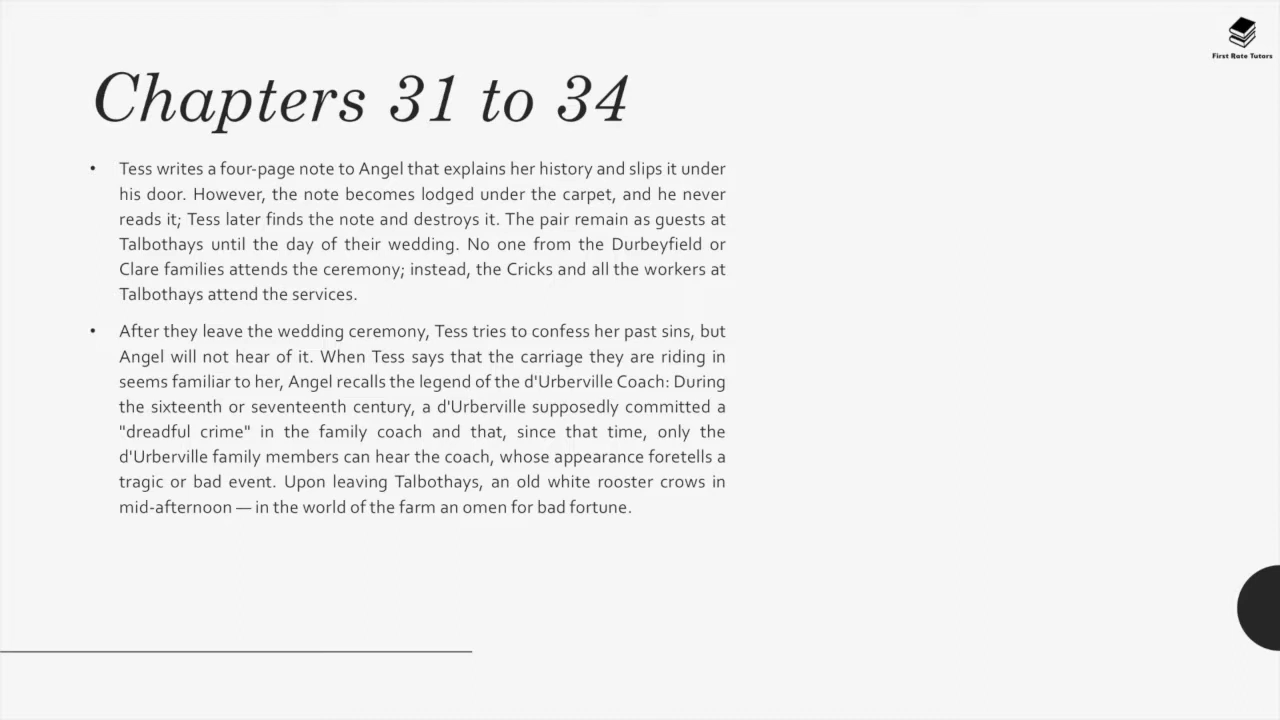 First Rate Tutors
Chapters 31 to 34
• Tess writes a four-page note to Angel that explains her history and slips it under
his door. However, the note becomes lodged under the carpet, and he never
reads it; Tess later finds the note and destroys it. The pair remain as guests at
Talbothays until the day of their wedding. No one from the Durbeyfield or
Clare families attends the ceremony; instead, the Cricks and all the workers at
Talbothays attend the services.
• After they leave the wedding ceremony, Tess tries to confess her past sins, but
Angel will not hear of it. When Tess says that the carriage they are riding in
seems familiar to her, Angel recalls the legend of the d'Urberville Coach: During
the sixteenth or seventeenth century, a d'Urberville supposedly committed a
"dreadful crime" in the family coach and that, since that time, only the
d'Urberville family members can hear the coach, whose appearance foretells a
tragic or bad event. Upon leaving Talbothays, an old white rooster crows in
mid-afternoon — in the world of the farm an omen for bad fortune.